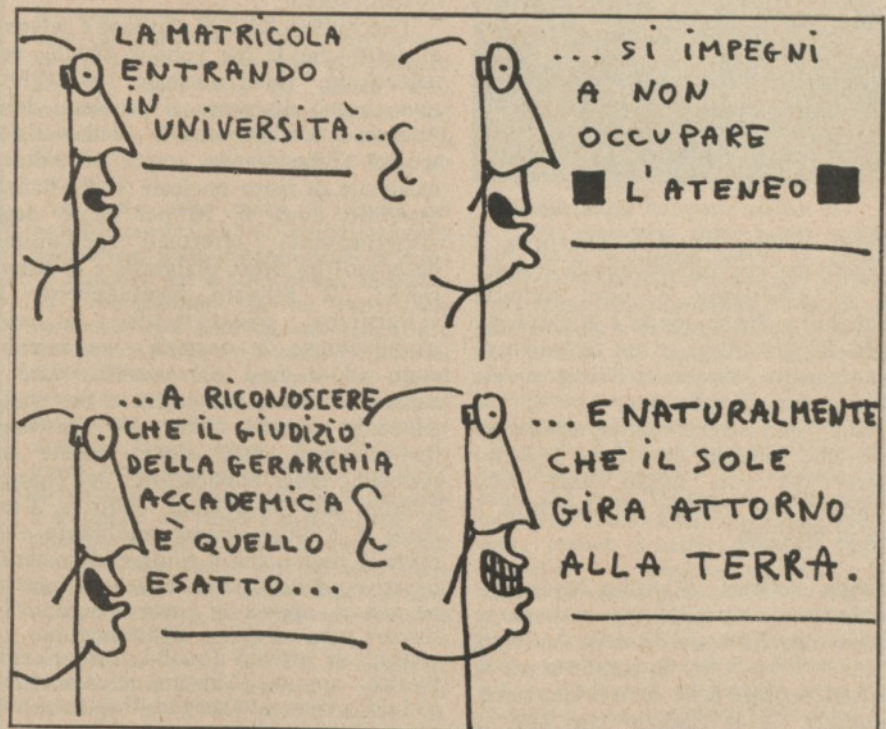 LA MATRICOLA
ENTRANDO
IN
UNIVERSITÀ...
... SI IMPEGNI
A NON
OCCUPARE
L'ATENEO
...A RICONOSCERE
CHE IL GIUDIZIO
DELLA GERARCHIA
ACCADEMICA
È QUELLO
ESATTO...
...E NATURALMENTE
CHE IL SOLE
GIRA ATTORNO
ALLA TERRA.